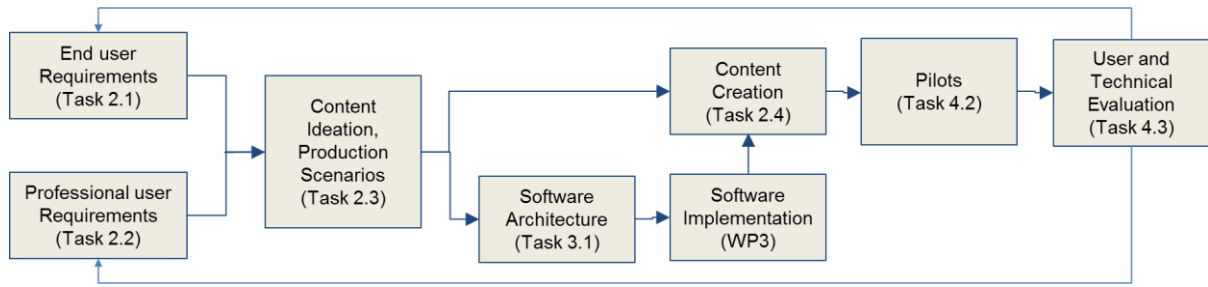 End user
Requirements
(Task 2.1)
Professional user
Requirements
(Task 2.2)
Content
Ideation,
Production
Scenarios
(Task 2.3)
Software
Architecture
(Task 3.1)
Software
Implementation
(WP3)
Content
Creation
(Task 2.4)
Pilots
(Task 4.2)
User and
Technical
Evaluation
(Task 4.3)